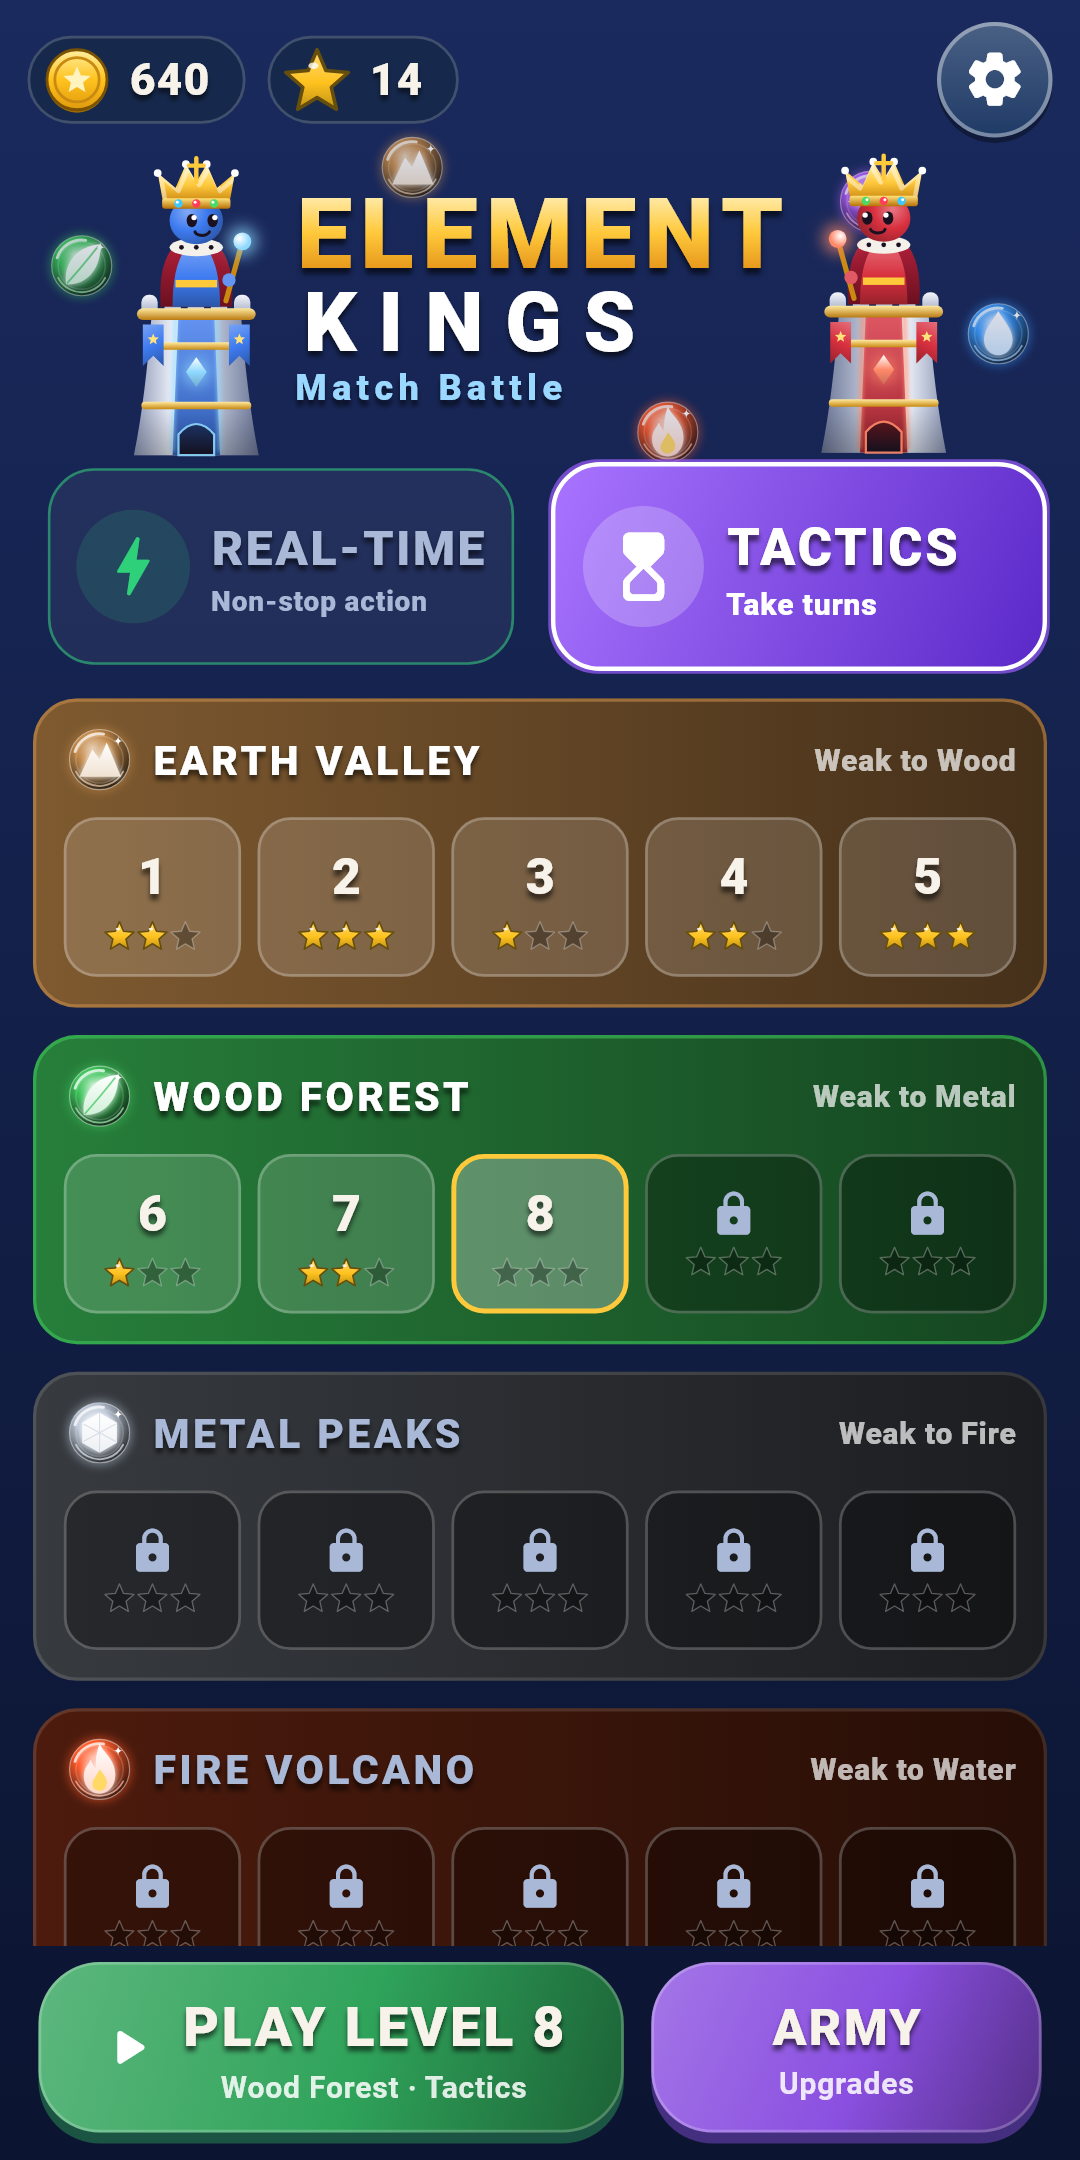 640
14
ELEMENT
KINGS
Match Battle
REAL-TIME
Non-stop action
TACTICS
Take turns
EARTH VALLEY
Weak to Wood
1
2
3
4
5
WOOD FOREST
Weak to Metal
6
7
8
METAL PEAKS
Weak to Fire
FIRE VOLCANO
Weak to Water
PLAY LEVEL 8
Wood Forest · Tactics
ARMY
Upgrades